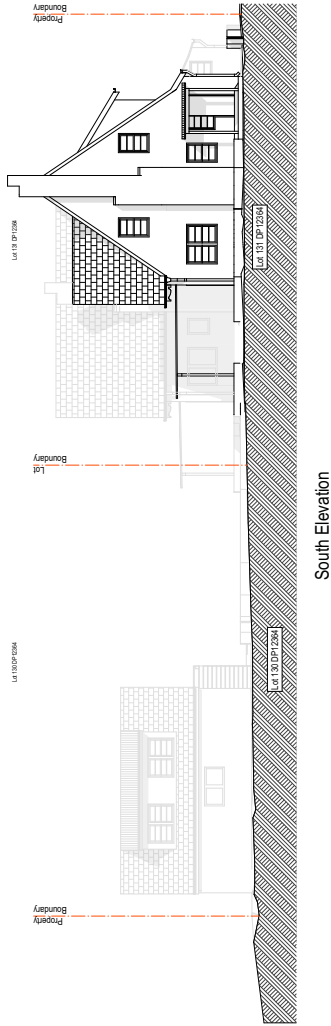 Property
Boundary
Lot
Boundary
Property
Boundary
Lot 130 DP12364
Lot 131 DP12364
Lot 130 DP12364
Lot 131 DP12364
South Elevation